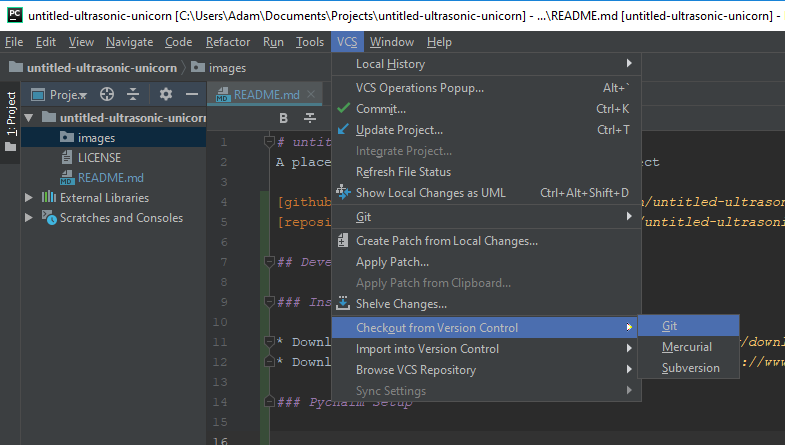 PC untitled-ultrasonic-unicorn [C:\Users\Adam\Documents\Projects\untitled-ultrasonic-unicorn] - ...\README.md [untitled-ultrasonic-unicorn] -
File Edit View Navigate Code Refactor Run Tools VCS Window Help
untitled-ultrasonic-unicorn images
1: Project
Proje..
README.md
untitled-ultrasonic-unicorn
images
LICENSE
MD README.md
External Libraries
Scratches and Consoles
MD
B
1 # untit
2 A place ject
3
4 [github n/untitled-ultrason
5 [reposi /untitled-ultrasoni
6
7 ## Deve
8
9 ### Ins
10
11 * Downl t/downl
12 * Downl ://www
13
14 ### Pycharm Setup
15
16
Local History
VCS Operations Popup... Alt+`
Commit... Ctrl+K
Update Project... Ctrl+T
Integrate Project...
Refresh File Status
Show Local Changes as UML Ctrl+Alt+Shift+D
Git
Create Patch from Local Changes...
Apply Patch...
Apply Patch from Clipboard...
Shelve Changes...
Checkout from Version Control
Import into Version Control
Browse VCS Repository
Sync Settings
Git
Mercurial
Subversion